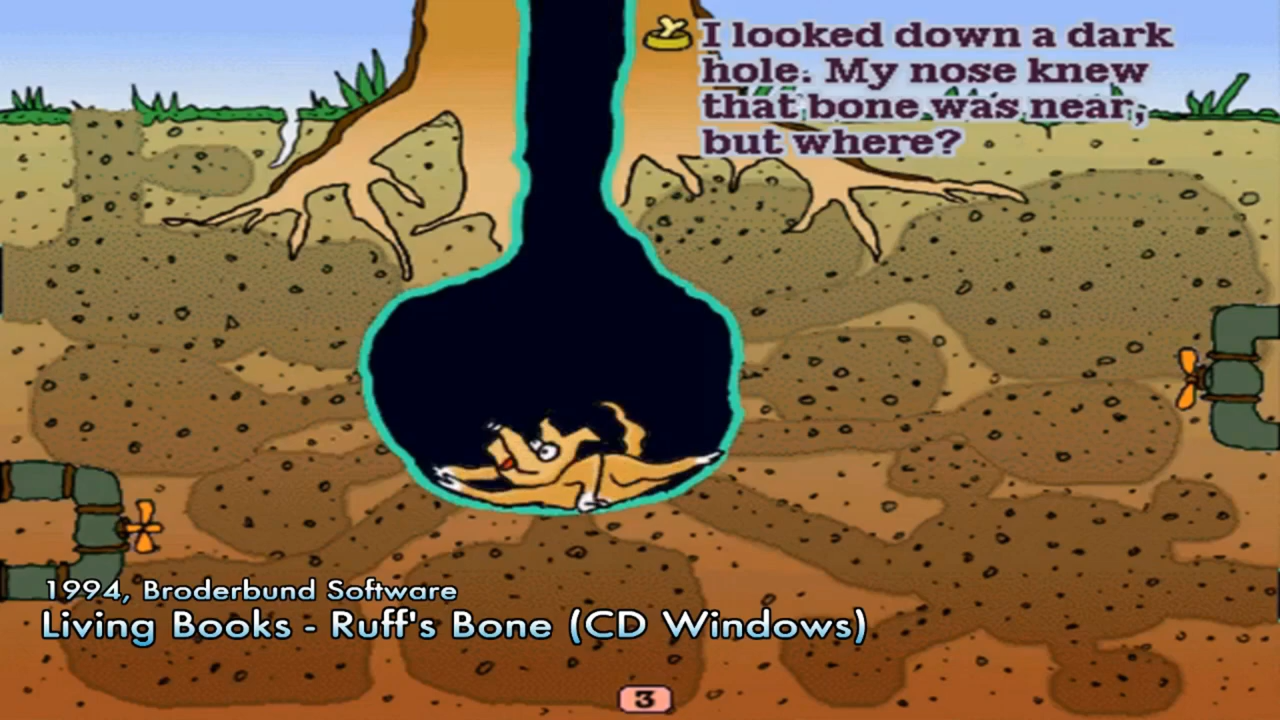 I looked down a dark
hole. My nose knew
that bone was near,
but where?
1994, Broderbund Software
Living Books - Ruff's Bone (CD Windows)
3